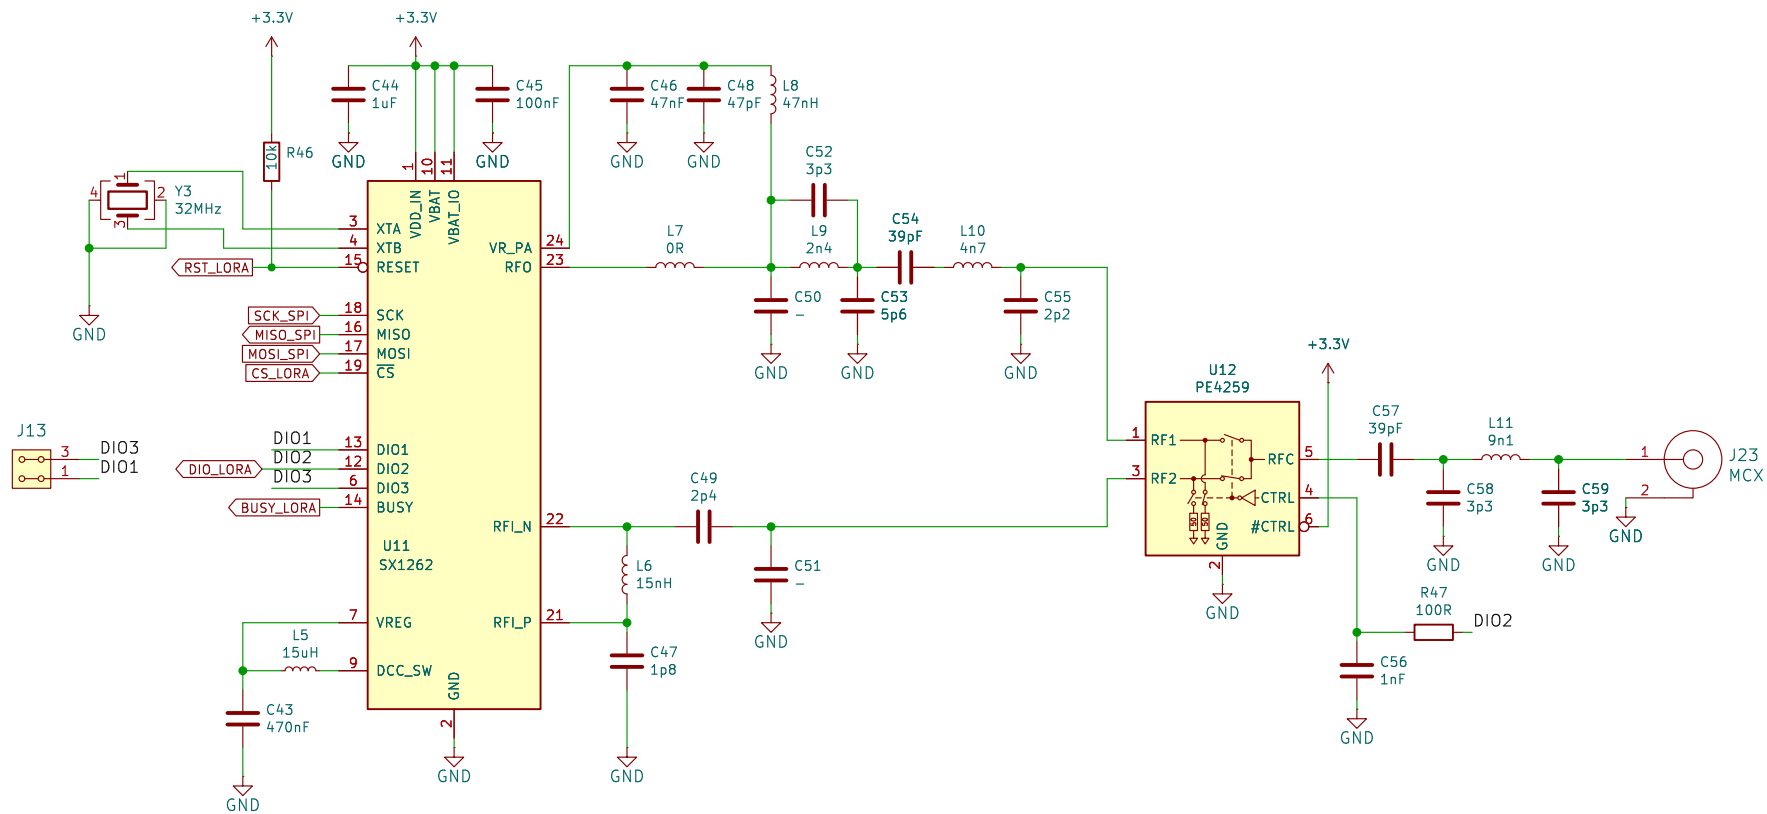 +3.3V
+3.3V
C44
1uF
GND
C45
100nF
GND
C46
47nF
GND
C48
47pF
GND
L8
47nH
10k
R46
1
10
11
VDD_IN
VBAT
VBAT_IO
C52
3p3
1
4
2
3
Y3
32MHz
GND
3
XTA
4
XTB
15
RESET
RST_LORA
SCK_SPI
18
SCK
MISO_SPI
16
MISO
MOSI_SPI
17
MOSI
CS_LORA
19
CS
VR_PA
24
RFO
23
L7
0R
L9
2n4
C54
39pF
L10
4n7
C50
–
GND
C53
5p6
GND
C55
2p2
GND
J13
3
DIO3
1
DIO1
DIO1
13
DIO1
DIO2
DIO_LORA
12
DIO2
DIO3
6
DIO3
BUSY_LORA
14
BUSY
U11
SX1262
RFI_N
22
RFI_P
21
C49
2p4
L6
15nH
C51
–
GND
C47
1p8
GND
7
VREG
L5
15uH
9
DCC_SW
C43
470nF
GND
GND
2
GND
+3.3V
U12
PE4259
1
RF1
3
RF2
RFC
5
CTRL
4
#CTRL
6
50
50
GND
2
GND
C57
39pF
L11
9n1
C58
3p3
GND
C59
3p3
GND
1
2
J23
MCX
GND
R47
100R
DIO2
C56
1nF
GND